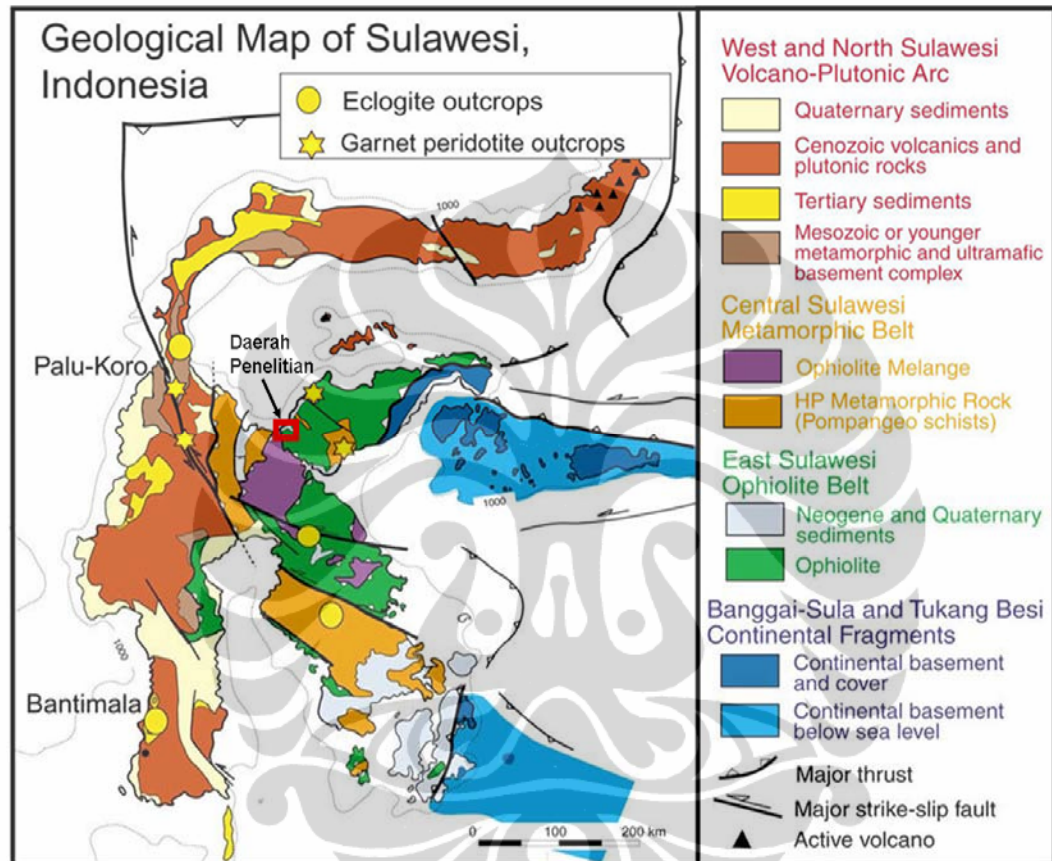 Geological Map of Sulawesi,
Indonesia
Eclogite outcrops
Garnet peridotite outcrops
1000
Daerah
Penelitian
Palu-Koro
1000
1000
Bantimala
0 100 200 km
West and North Sulawesi
Volcano-Plutonic Arc
Quaternary sediments
Cenozoic volcanics and
plutonic rocks
Tertiary sediments
Mesozoic or younger
metamorphic and ultramafic
basement complex
Central Sulawesi
Metamorphic Belt
Ophiolite Melange
HP Metamorphic Rock
(Pompangeo schists)
East Sulawesi
Ophiolite Belt
Neogene and Quaternary
sediments
Ophiolite
Banggai-Sula and Tukang Besi
Continental Fragments
Continental basement
and cover
Continental basement
below sea level
Major thrust
Major strike-slip fault
Active volcano